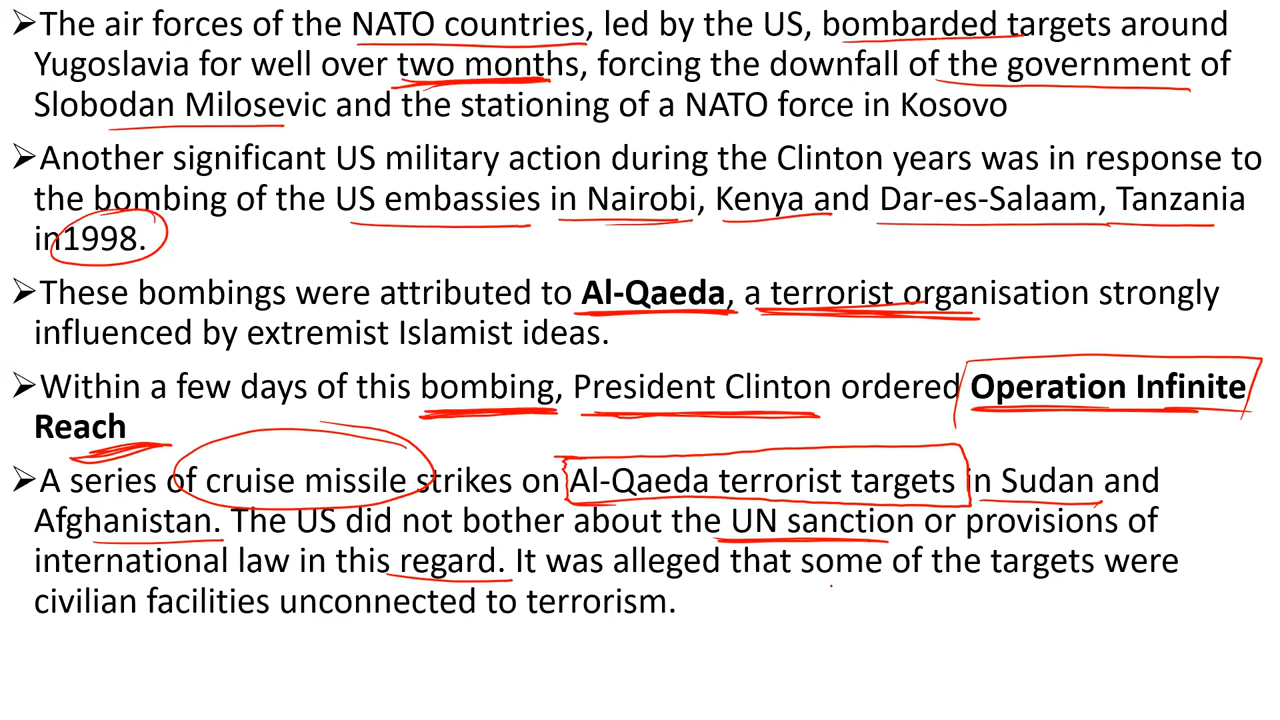 ➢The air forces of the NATO countries, led by the US, bombarded targets around
Yugoslavia for well over two months, forcing the downfall of the government of
Slobodan Milosevic and the stationing of a NATO force in Kosovo
➢Another significant US military action during the Clinton years was in response to
the bombing of the US embassies in Nairobi, Kenya and Dar-es-Salaam, Tanzania
in1998.
➢These bombings were attributed to Al-Qaeda, a terrorist organisation strongly
influenced by extremist Islamist ideas.
➢Within a few days of this bombing, President Clinton ordered Operation Infinite
Reach
➢A series of cruise missile strikes on Al-Qaeda terrorist targets in Sudan and
Afghanistan. The US did not bother about the UN sanction or provisions of
international law in this regard. It was alleged that some of the targets were
civilian facilities unconnected to terrorism.